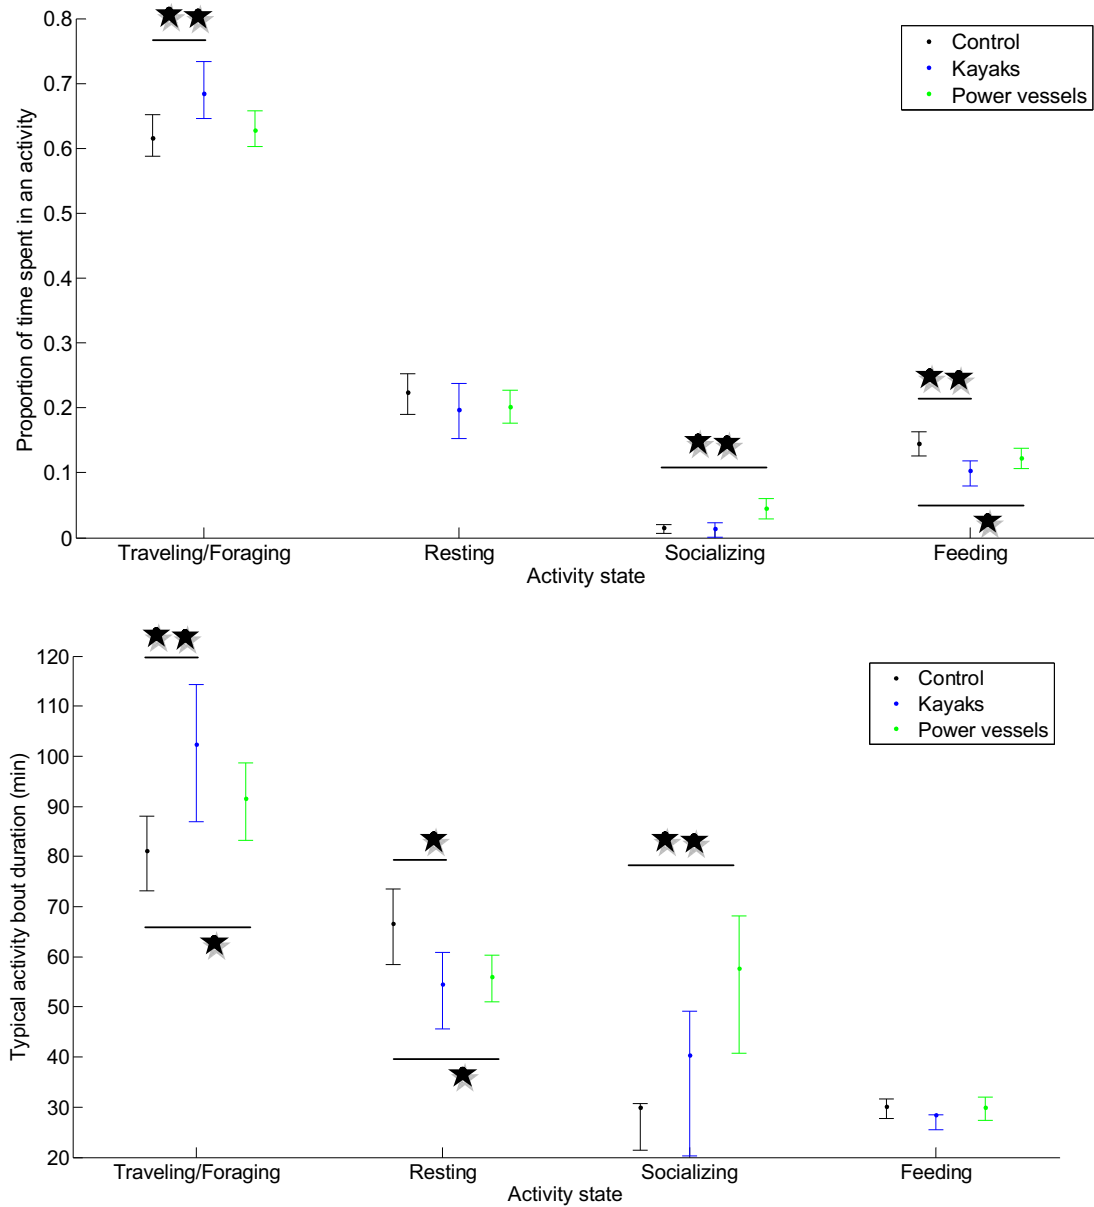 0.8
0.7
0.6
0.5
0.4
0.3
0.2
0.1
0
Proportion of time spent in an activity
Control
Kayaks
Power vessels
Traveling/Foraging Resting Socializing Feeding
Activity state
120
110
100
90
80
70
60
50
40
30
20
Typical activity bout duration (min)
Control
Kayaks
Power vessels
Traveling/Foraging Resting Socializing Feeding
Activity state